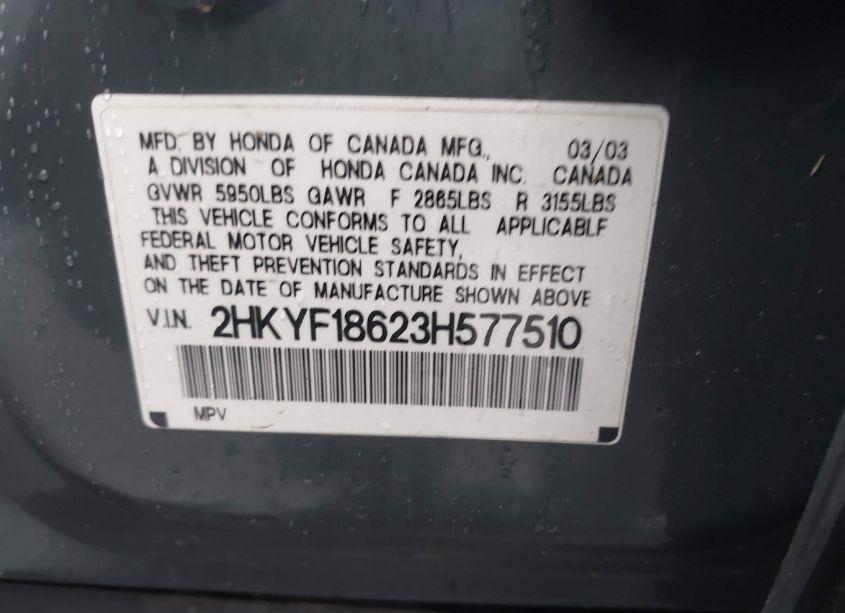 MFD. BY HONDA OF CANADA MFG., 03/03
A DIVISION OF HONDA CANADA INC. CANADA
GVWR 5950LBS GAWR F 2865LBS R 3155LBS
THIS VEHICLE CONFORMS TO ALL APPLICABLE
FEDERAL MOTOR VEHICLE SAFETY,
AND THEFT PREVENTION STANDARDS IN EFFECT
ON THE DATE OF MANUFACTURE SHOWN ABOVE
V.I.N. 2HKYF18623H577510
MPV